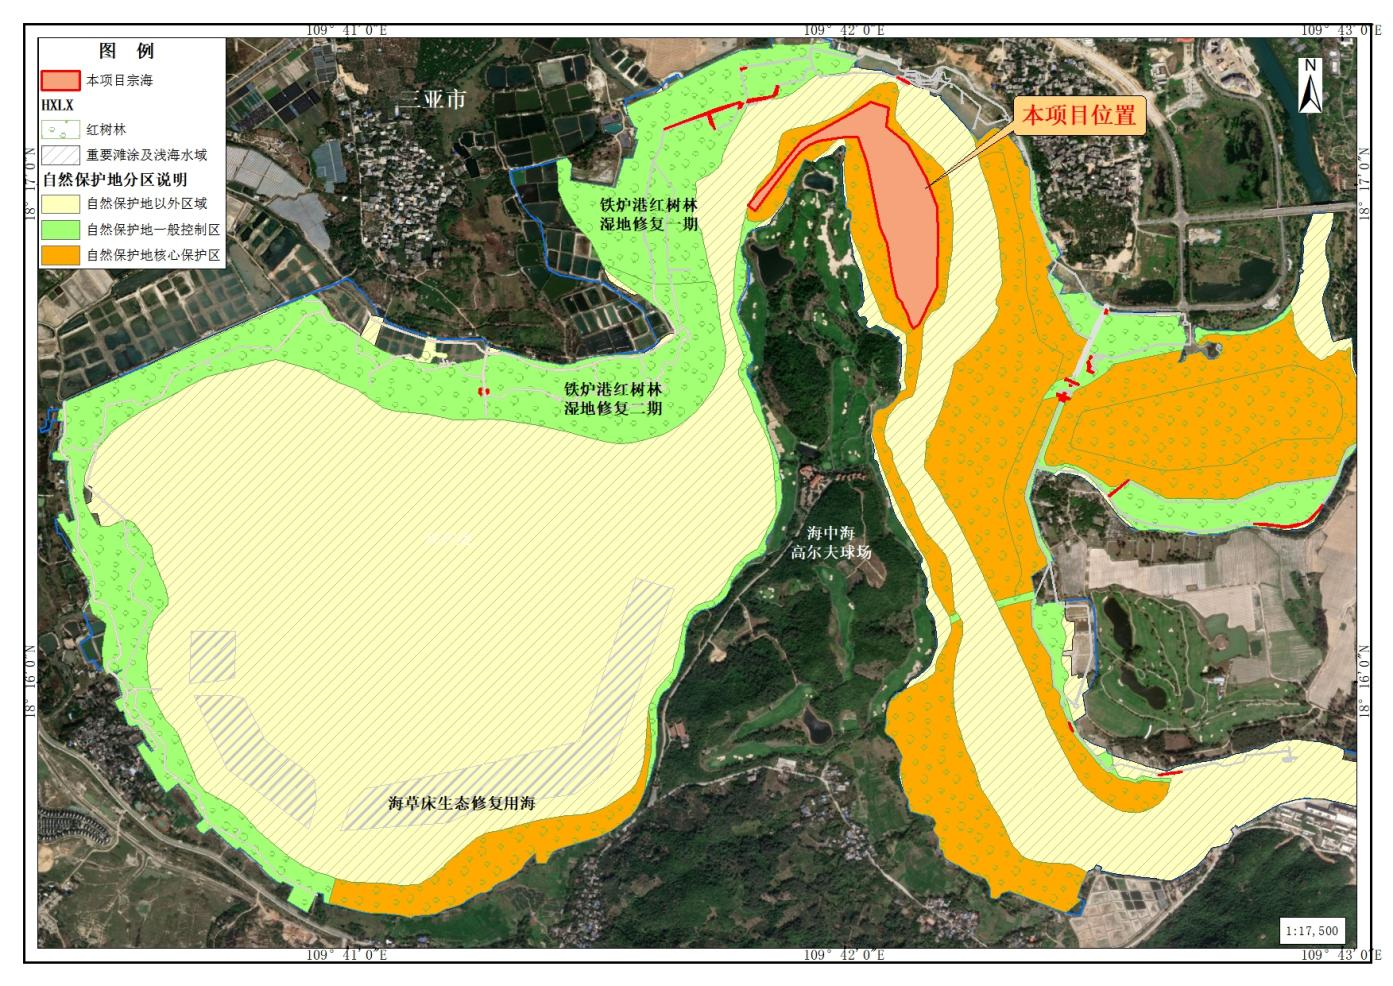 109° 41′ 0″E
109° 42′ 0″E
109° 43′ 0″E
图 例
本项目宗海
HXLX
红树林
重要滩涂及浅海水域
自然保护地分区说明
自然保护地以外区域
自然保护地一般控制区
自然保护地核心保护区
三亚市
N
本项目位置
18° 17′ 0″N
18° 17′ 0″N
铁炉港红树林
湿地修复一期
铁炉港红树林
湿地修复二期
海中海
高尔夫球场
18° 16′ 0″N
18° 16′ 0″N
海草床生态修复用海
1:17,500
109° 41′ 0″E
109° 42′ 0″E
109° 43′ 0″E